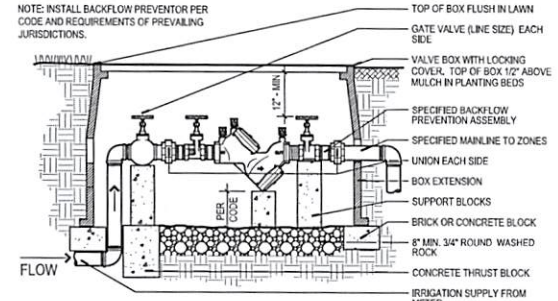 NOTE: INSTALL BACKFLOW PREVENTOR PER
CODE AND REQUIREMENTS OF PREVAILING
JURISDICTIONS.
TOP OF BOX FLUSH IN LAWN
GATE VALVE (LINE SIZE) EACH
SIDE
VALVE BOX WITH LOCKING
COVER. TOP OF BOX 1/2" ABOVE
MULCH IN PLANTING BEDS
12" - MIN
SPECIFIED BACKFLOW
PREVENTION ASSEMBLY
SPECIFIED MAINLINE TO ZONES
UNION EACH SIDE
BOX EXTENSION
SUPPORT BLOCKS
PER
CODE
BRICK OR CONCRETE BLOCK
8" MIN. 3/4" ROUND WASHED
ROCK
FLOW
CONCRETE THRUST BLOCK
IRRIGATION SUPPLY FROM
METER